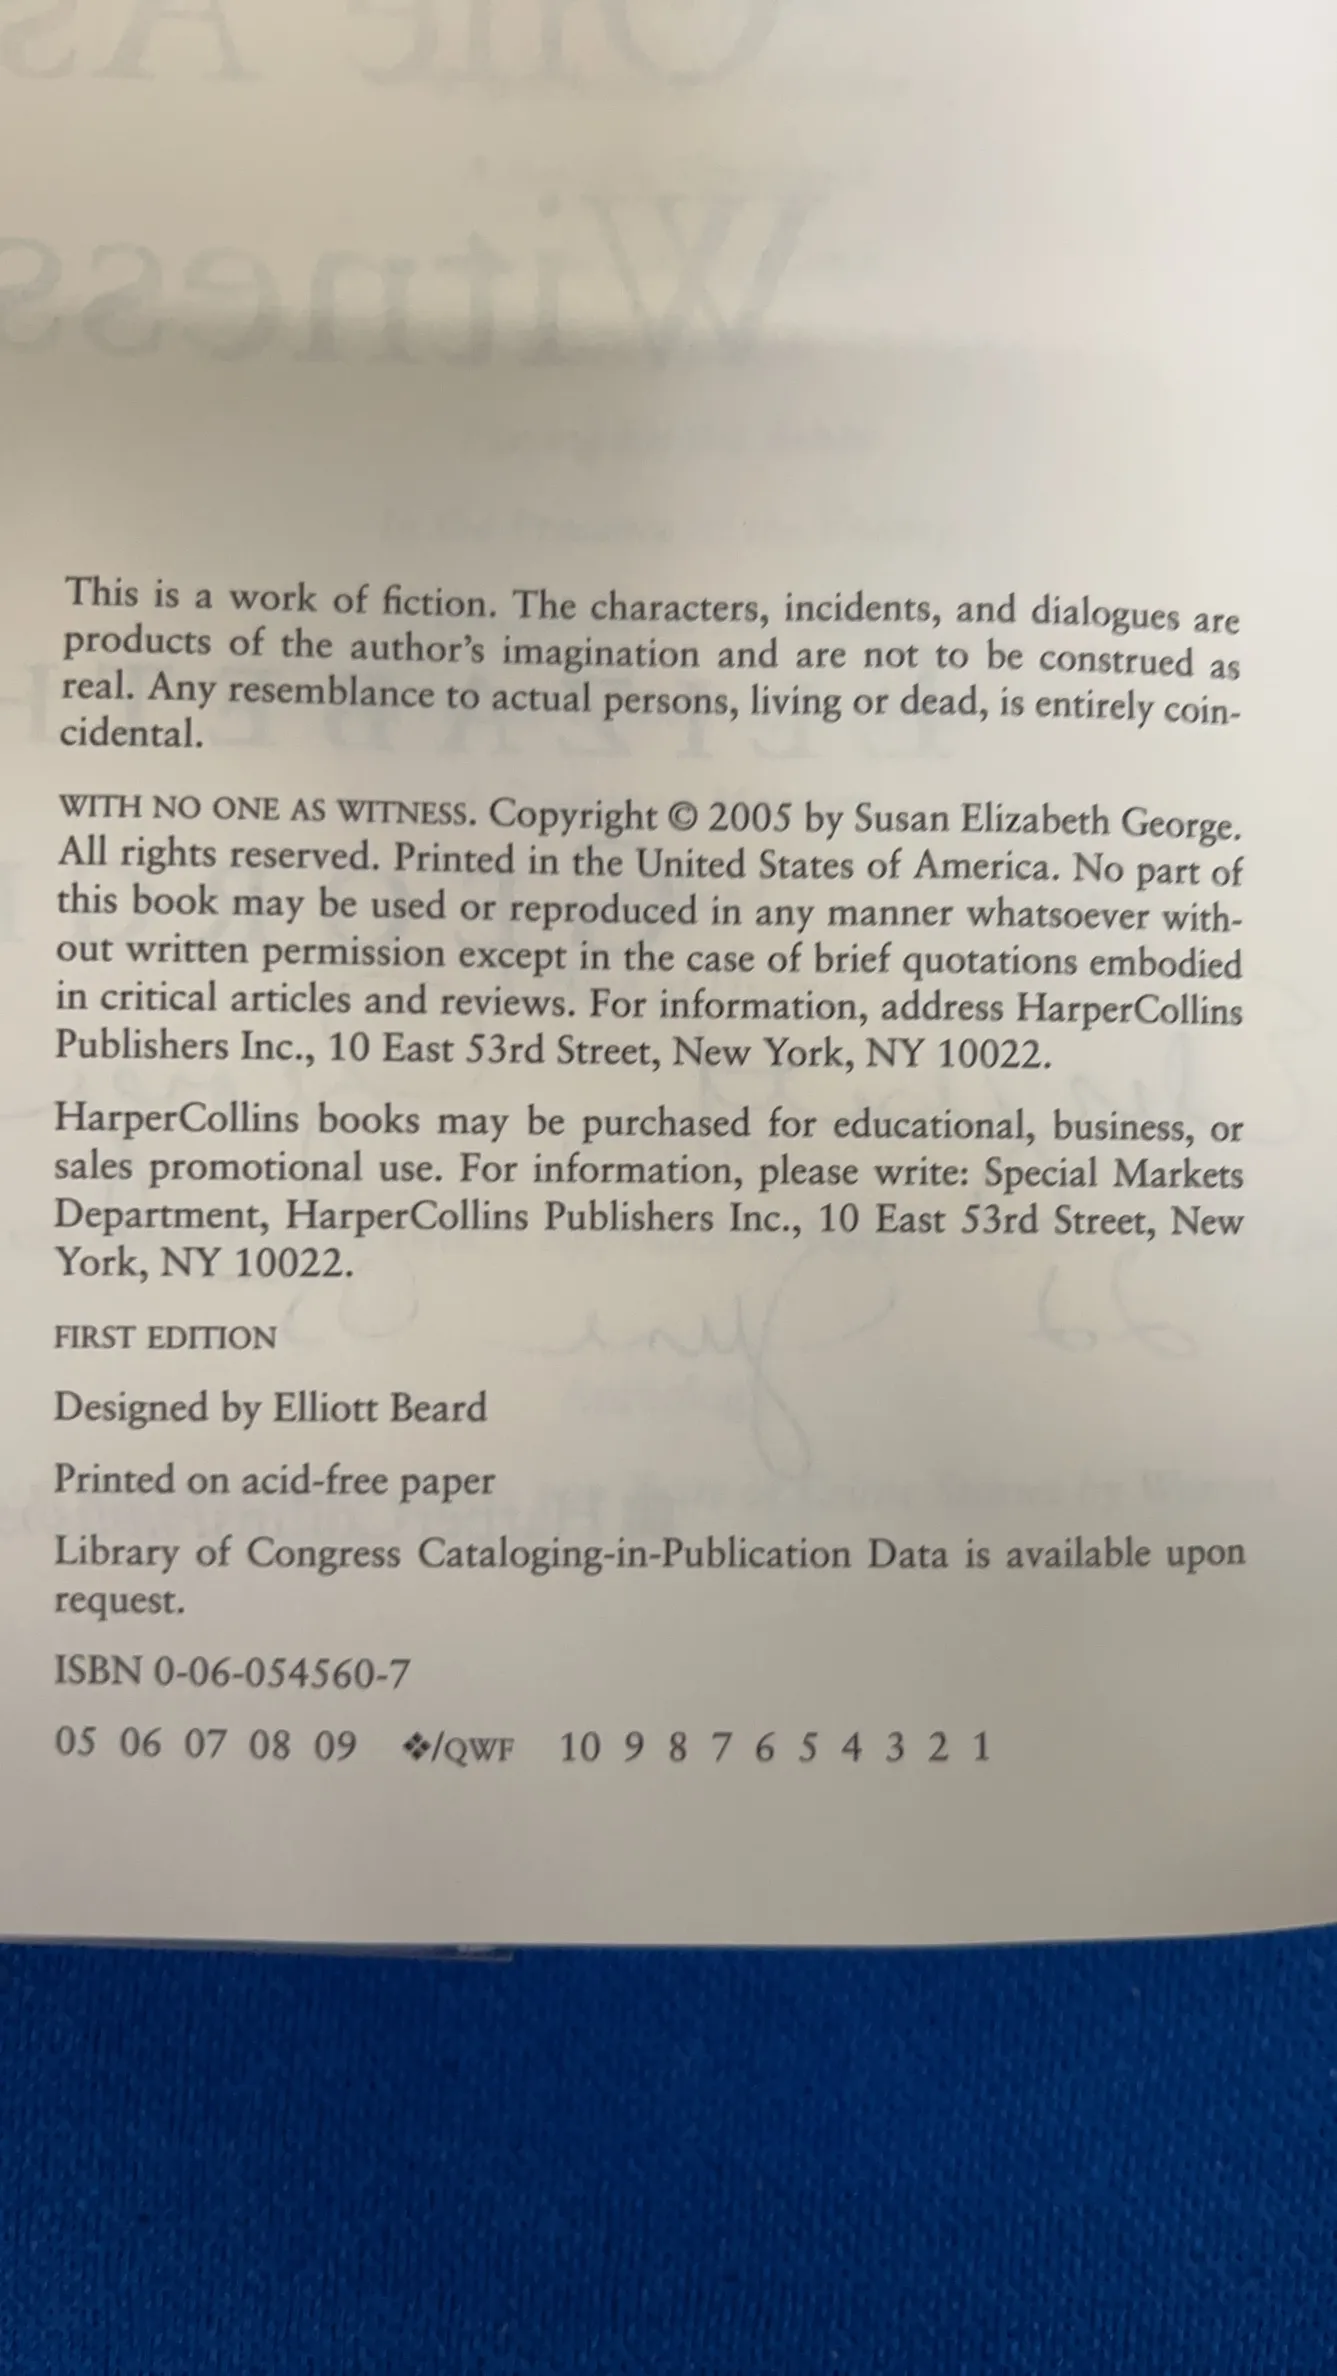 One As
Witness
This is a work of fiction. The characters, incidents, and dialogues are
products of the author's imagination and are not to be construed as
real. Any resemblance to actual persons, living or dead, is entirely coin-
cidental.
WITH NO ONE AS WITNESS. Copyright © 2005 by Susan Elizabeth George.
All rights reserved. Printed in the United States of America. No part of
this book may be used or reproduced in any manner whatsoever with-
out written permission except in the case of brief quotations embodied
in critical articles and reviews. For information, address HarperCollins
Publishers Inc., 10 East 53rd Street, New York, NY 10022.
HarperCollins books may be purchased for educational, business, or
sales promotional use. For information, please write: Special Markets
Department, HarperCollins Publishers Inc., 10 East 53rd Street, New
York, NY 10022.
FIRST EDITION
Designed by Elliott Beard
Printed on acid-free paper
Library of Congress Cataloging-in-Publication Data is available upon
request.
ISBN 0-06-054560-7
05 06 07 08 09 ❖/QWF 10 9 8 7 6 5 4 3 2 1